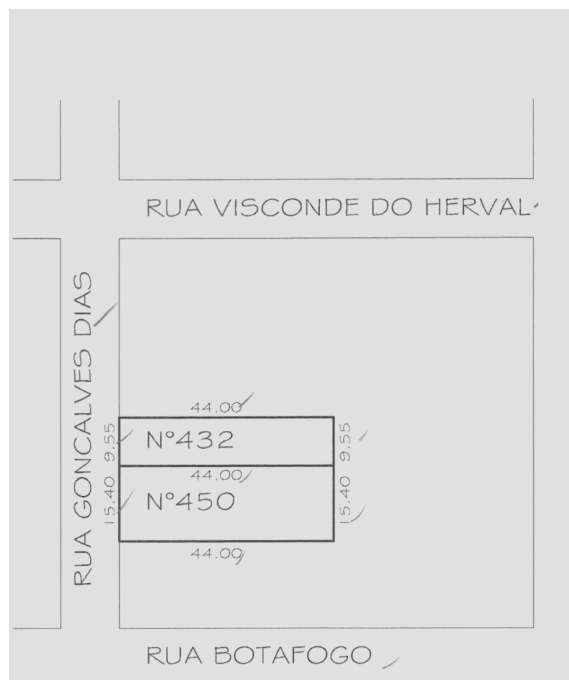 RUA VISCONDE DO HERVAL
RUA GONCALVES DIAS
44.00
9.55
N°432
9.55
44.00
15.40
N°450
15.40
44.00
RUA BOTAFOGO